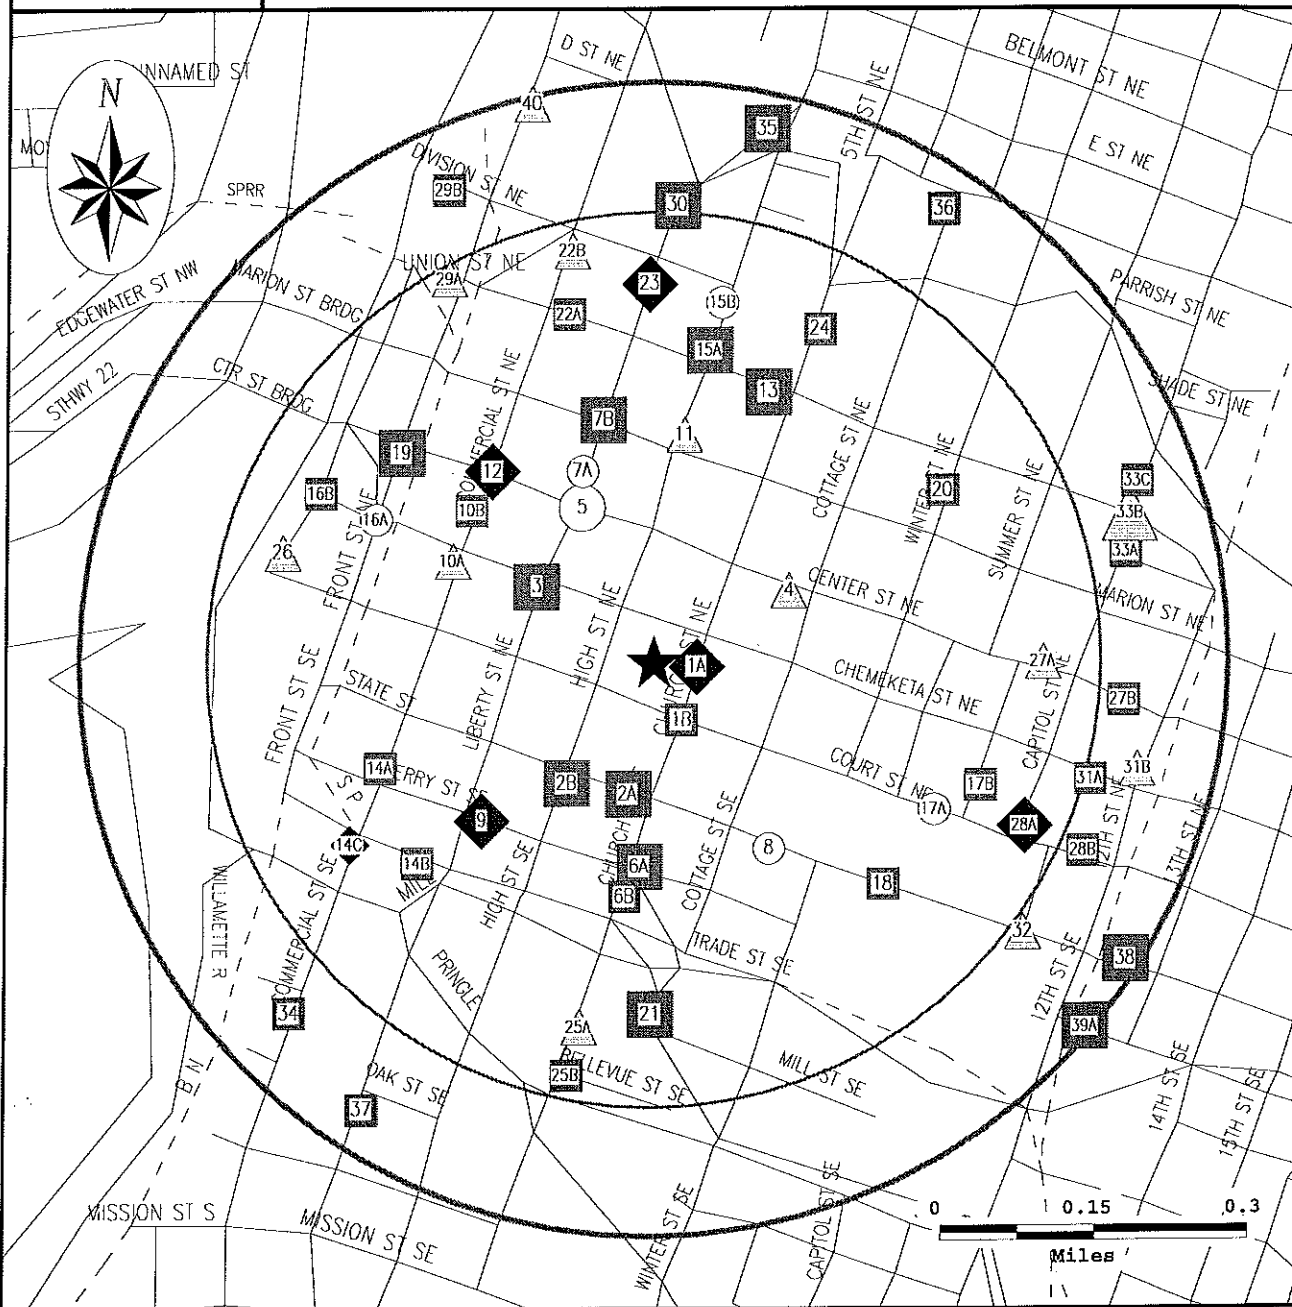 D ST NE
BELMONT ST NE
UNNAMED ST
N
40
35
5TH ST NE
E ST NE
DIVISION ST NE
SPRR
29B
30
36
22B
UNION ST NE
29A
23
15B
EDGEWATER ST NW
MARION ST BRDG
PARRISH ST NE
22A
24
15A
STHWY 22
CTR ST BRDG
COMMERCIAL ST NE
13
SHADE ST NE
7B
11
19
COTTAGE ST NE
12
7A
WINTER ST NE
20
33C
16B
5
SUMMER ST NE
10B
33B
16A
26
10A
33A
FRONT ST NE
3
4
CENTER ST NE
MARION ST NE
HIGH ST NE
CHURCH ST NE
1A
27A
CHEMEKETA ST NE
27B
STATE ST
LIBERTY ST NE
1B
FRONT ST SE
CAPITOL ST NE
COURT ST NE
14A
FERRY ST SE
2B
2A
17B
31A
31B
S P
17A
9
28A
12TH ST NE
13TH ST NE
14C
8
28B
14B
MILL
CHURCH
6A
COTTAGE ST SE
18
6B
HIGH ST SE
WILLAMETTE R
COMMERCIAL ST SE
32
TRADE ST SE
PRINGLE
38
12TH ST SE
34
25A
21
39A
B N
OAK ST SE
25B
BELLEVUE ST SE
MILL ST SE
37
14TH ST SE
15TH ST SE
MISSION ST S
MISSION ST SE
WINTER ST SE
CAPITOL ST SE
0 0.15 0.3
Miles